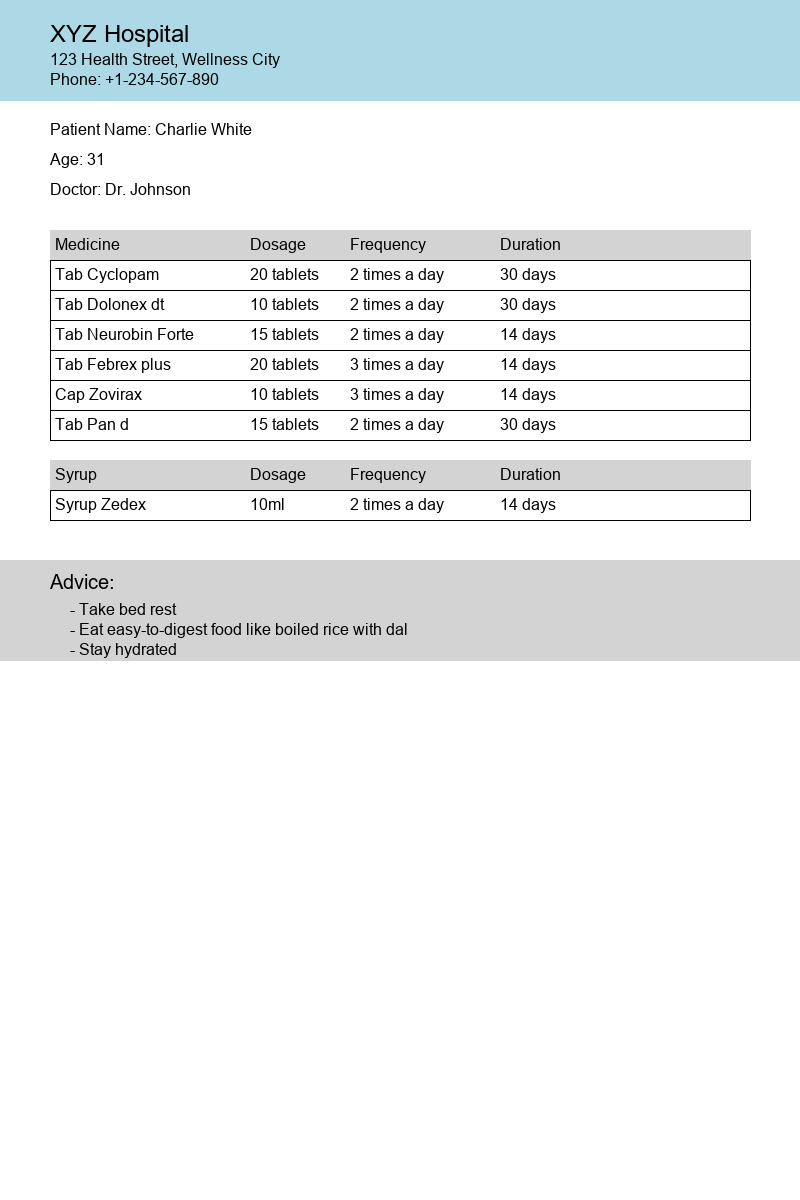 XYZ Hospital
123 Health Street, Wellness City
Phone: +1-234-567-890
Patient Name: Charlie White
Age: 31
Doctor: Dr. Johnson
Medicine Dosage Frequency Duration
Tab Cyclopam 20 tablets 2 times a day 30 days
Tab Dolonex dt 10 tablets 2 times a day 30 days
Tab Neurobin Forte 15 tablets 2 times a day 14 days
Tab Febrex plus 20 tablets 3 times a day 14 days
Cap Zovirax 10 tablets 3 times a day 14 days
Tab Pan d 15 tablets 2 times a day 30 days
Syrup Dosage Frequency Duration
Syrup Zedex 10ml 2 times a day 14 days
Advice:
- Take bed rest
- Eat easy-to-digest food like boiled rice with dal
- Stay hydrated